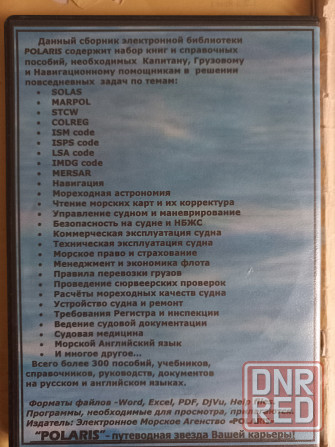 Данный сборник электронной библиотеки
POLARIS содержит набор книг и справочных
пособий, необходимых Капитану, Грузовому
и Навигационному помощникам в решении
повседневных задач по темам:
• SOLAS
• MARPOL
• STCW
• COLREG
• ISM code
• ISPS code
• LSA code
• IMDG code
• MERSAR
• Навигация
• Мореходная астрономия
• Чтение морских карт и их корректура
• Управление судном и маневрирование
• Безопасность на судне и НБЖС
• Коммерческая эксплуатация судна
• Техническая эксплуатация судна
• Морское право и страхование
• Менеджмент и экономика флота
• Правила перевозки грузов
• Проведение сюрвеерских проверок
• Расчёты мореходных качеств судна
• Устройство судна и ремонт
• Требования Регистра и инспекции
• Ведение судовой документации
• Судовая медицина
• Морской Английский язык
• И многое другое...
Всего более 300 пособий, учебников,
справочников, руководств, документов
на русском и английском языках.
Форматы файлов -Word, Excel, PDF, DJVu, Help files.
Программы, необходимые для просмотра, прилагаются.
Издатель: Электронное Морское Агенство «POLARIS»
"POLARIS"- путеводная звезда Вашей карьеры!
DNR
RED